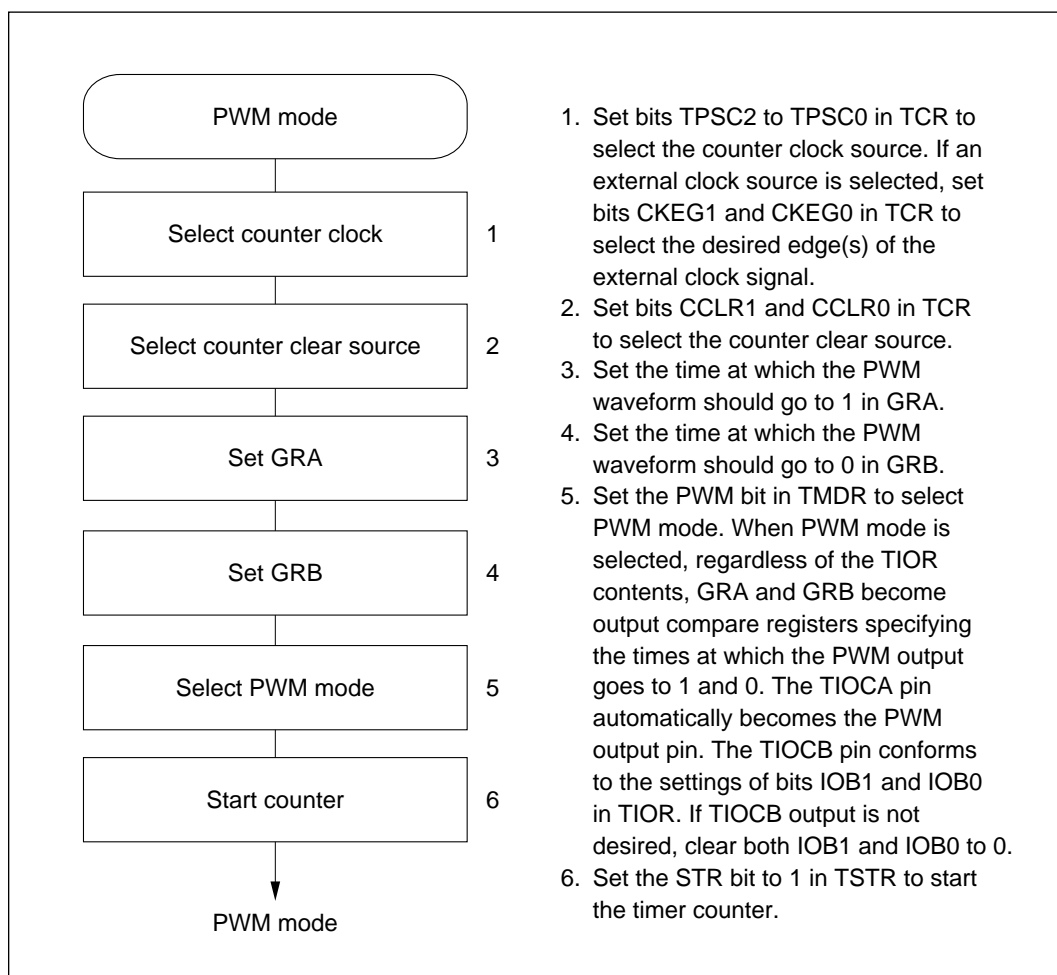 PWM mode
Select counter clock
1
Select counter clear source
2
Set GRA
3
Set GRB
4
Select PWM mode
5
Start counter
6
PWM mode
1. Set bits TPSC2 to TPSC0 in TCR to
select the counter clock source. If an
external clock source is selected, set
bits CKEG1 and CKEG0 in TCR to
select the desired edge(s) of the
external clock signal.
2. Set bits CCLR1 and CCLR0 in TCR
to select the counter clear source.
3. Set the time at which the PWM
waveform should go to 1 in GRA.
4. Set the time at which the PWM
waveform should go to 0 in GRB.
5. Set the PWM bit in TMDR to select
PWM mode. When PWM mode is
selected, regardless of the TIOR
contents, GRA and GRB become
output compare registers specifying
the times at which the PWM output
goes to 1 and 0. The TIOCA pin
automatically becomes the PWM
output pin. The TIOCB pin conforms
to the settings of bits IOB1 and IOB0
in TIOR. If TIOCB output is not
desired, clear both IOB1 and IOB0 to 0.
6. Set the STR bit to 1 in TSTR to start
the timer counter.